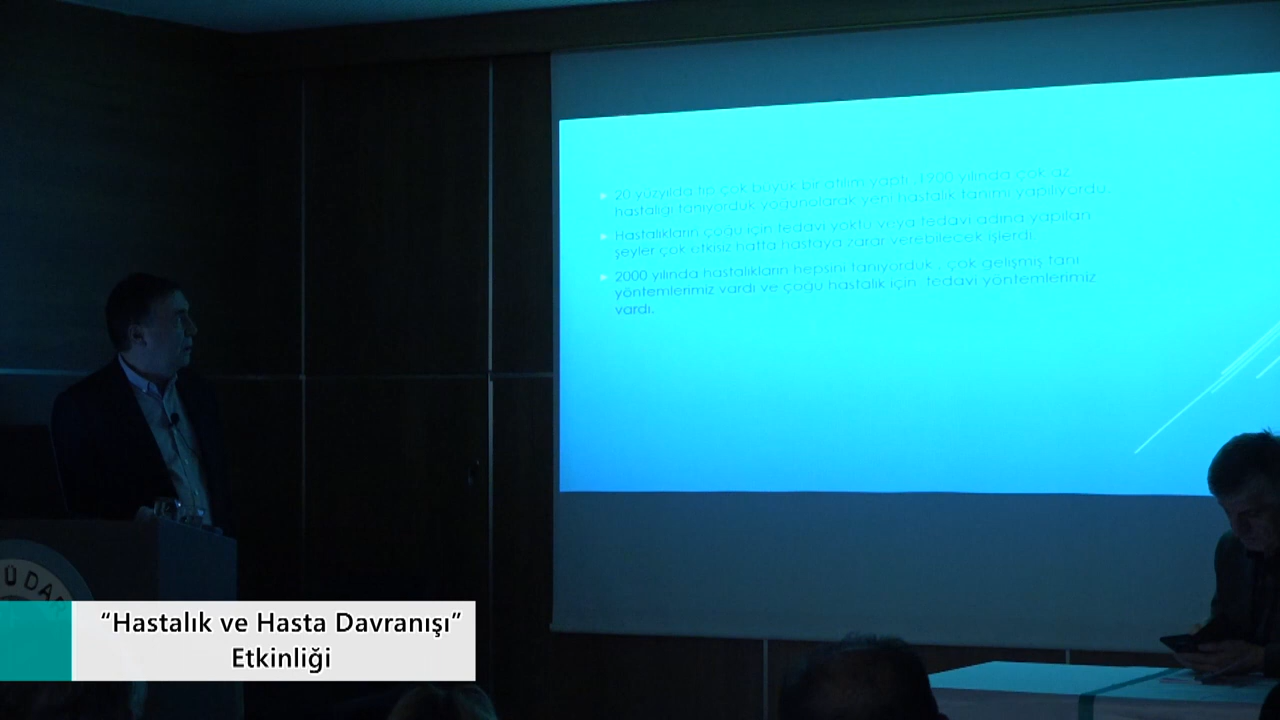 20 yüzyılda tıp çok büyük bir atılım yaptı .1900 yılında çok az
hastalığı tanıyorduk yoğunolarak yeni hastalık tanımı yapılıyordu.
Hastalıkların çoğu için tedavi yoktu veya tedavi adına yapılan
şeyler çok etkisiz hatta hastaya zarar verebilecek işlerdi
2000 yılında hastalıkların hepsini tanıyorduk , çok gelişmiş tanı
yöntemlerimiz vardı ve çoğu hastalık için tedavi yöntemlerimiz
vardı.
Ü DA
“Hastalık ve Hasta Davranışı”
Etkinliği